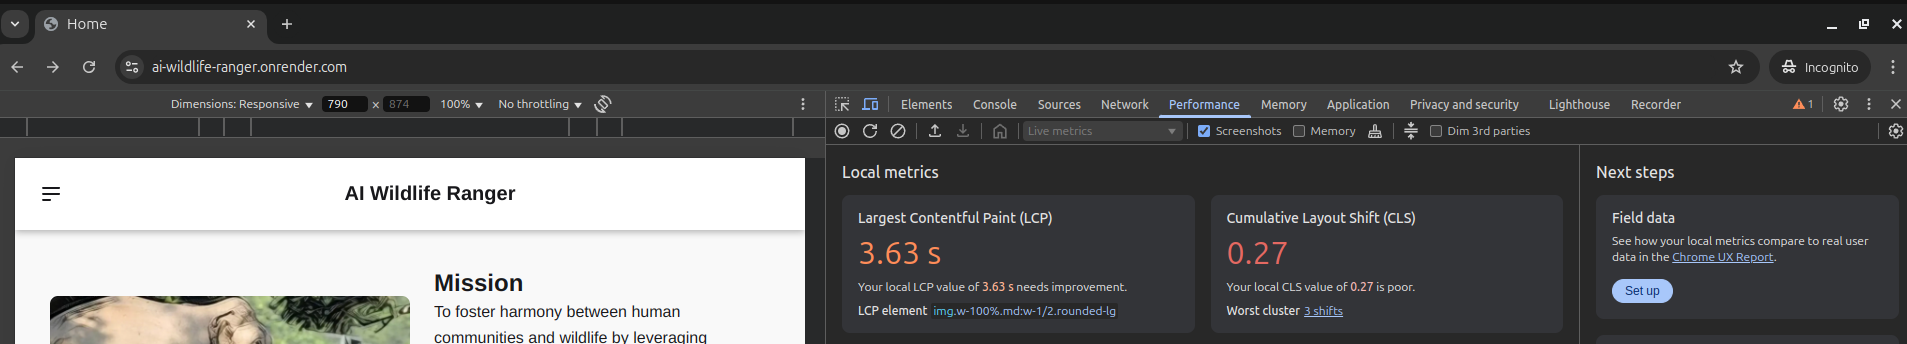 Home
ai-wildlife-ranger.onrender.com
Incognito
Dimensions: Responsive 790 × 874 100% No throttling
Elements Console Sources Network Performance Memory Application Privacy and security Lighthouse Recorder 1
Live metrics Screenshots Memory Dim 3rd parties
AI Wildlife Ranger
Mission
To foster harmony between human
communities and wildlife by leveraging
Local metrics
Largest Contentful Paint (LCP)
3.63 s
Your local LCP value of 3.63 s needs improvement.
LCP element img.w-100%.md:w-1/2.rounded-lg
Cumulative Layout Shift (CLS)
0.27
Your local CLS value of 0.27 is poor.
Worst cluster 3 shifts
Next steps
Field data
See how your local metrics compare to real user
data in the Chrome UX Report.
Set up